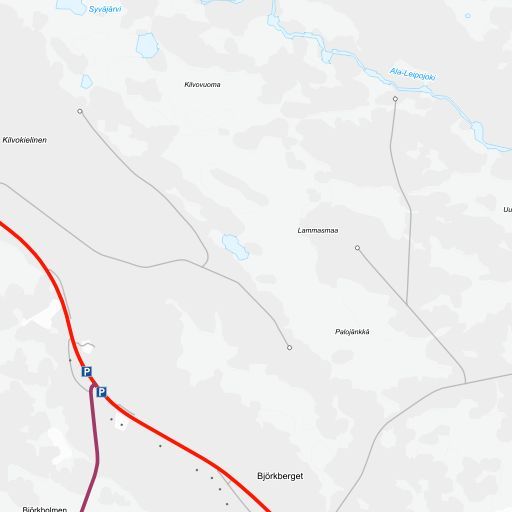 Syväjärvi
Ala-Leipojoki
Kilvovuoma
Kilvokielinen
Uu
Lammasmaa
Palojänkkä
P
P
Björkberget
Björkholmen